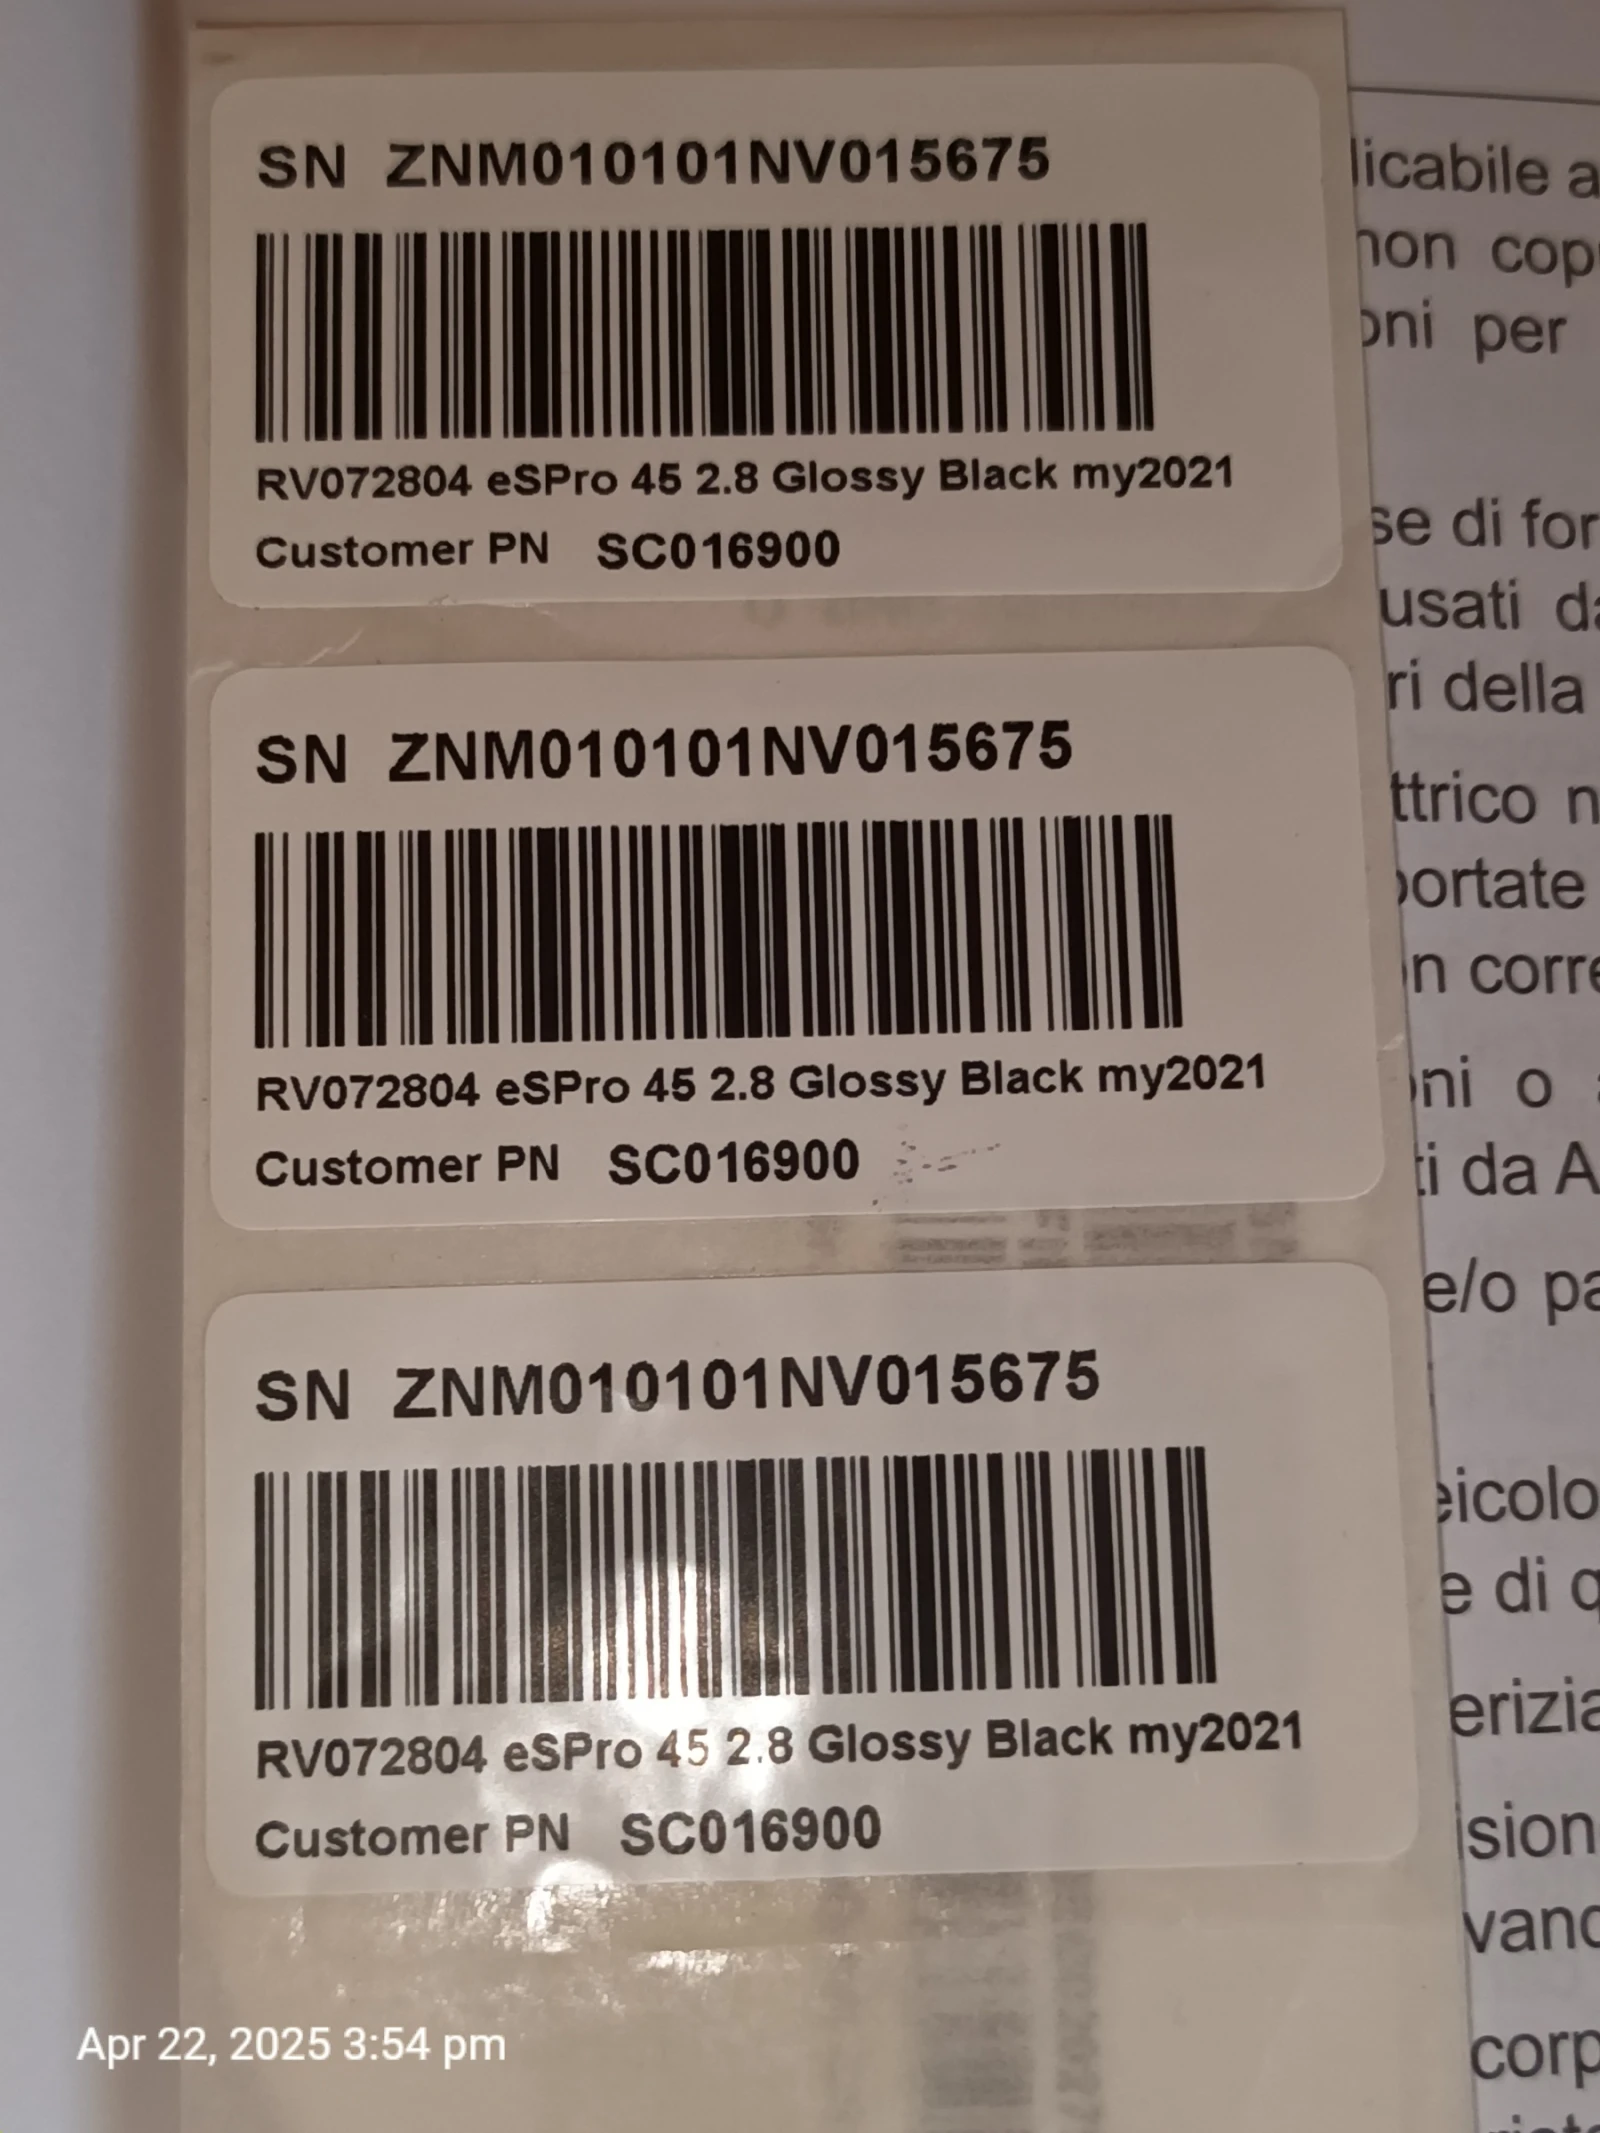 SN ZNM010101NV015675
RV072804 eSPro 45 2.8 Glossy Black my2021
Customer PN SC016900
SN ZNM010101NV015675
RV072804 eSPro 45 2.8 Glossy Black my2021
Customer PN SC016900
SN ZNM010101NV015675
RV072804 eSPro 45 2.8 Glossy Black my2021
Customer PN SC016900
licabile a
non cop
oni per
se di for
usati da
ri della
ttrico n
portate
n corre
ni o
ti da A
e/o pa
eicolo
e di q
erizia
sion
vano
corp
Apr 22, 2025 3:54 pm